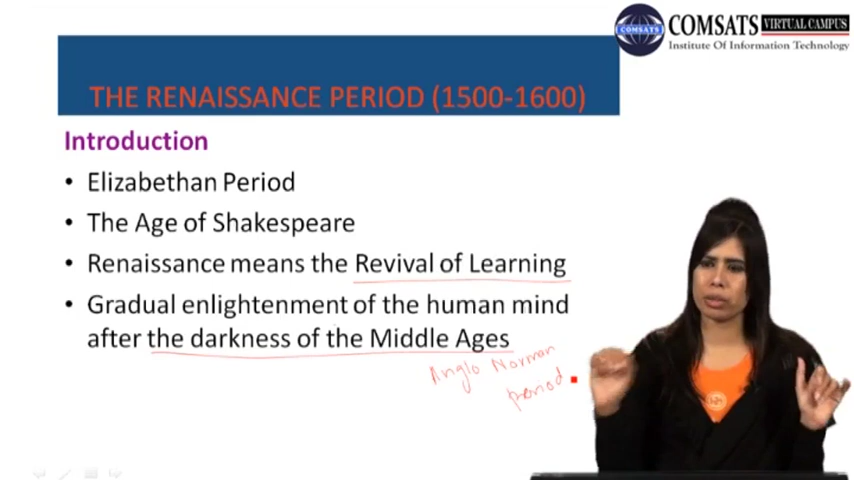 COMSATS VIRTUAL CAMPUS
Institute Of Information Technology
COMSATS
THE RENAISSANCE PERIOD (1500-1600)
Introduction
• Elizabethan Period
• The Age of Shakespeare
• Renaissance means the Revival of Learning
• Gradual enlightenment of the human mind
after the darkness of the Middle Ages
Anglo Norman
period